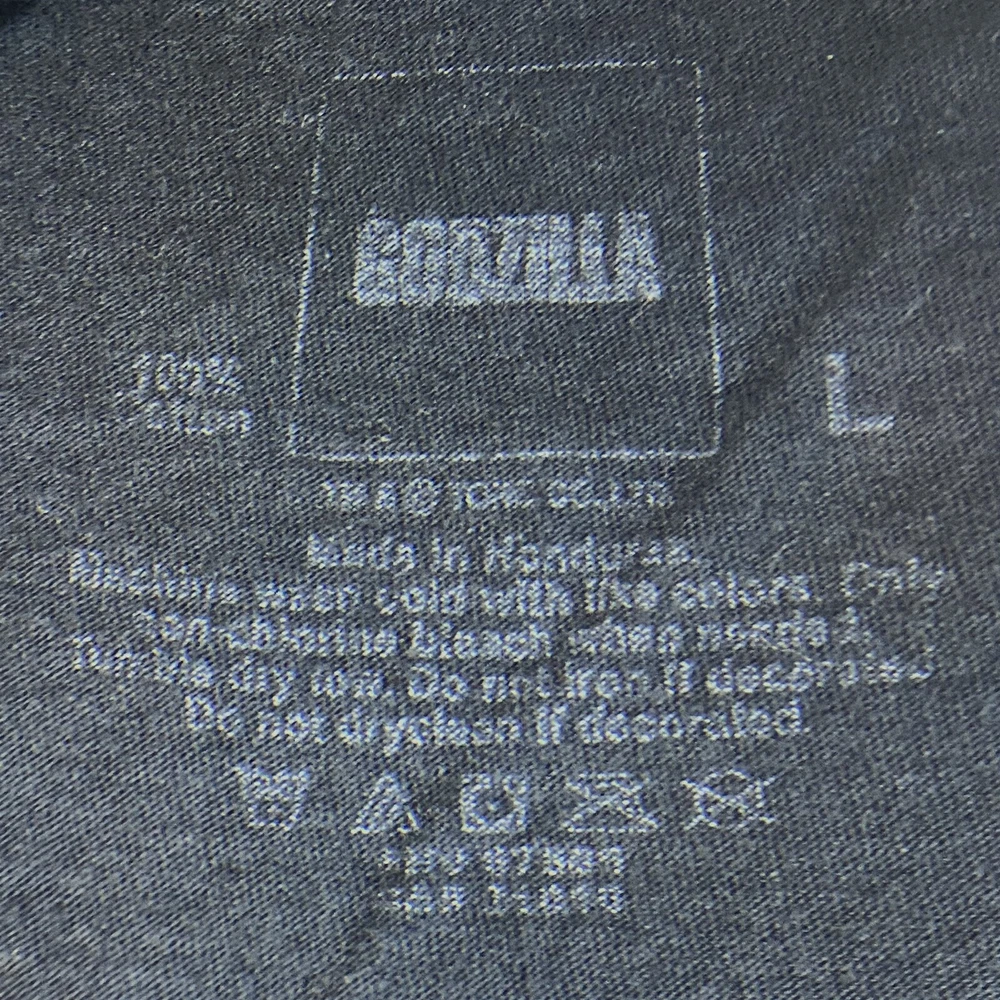 GODZILLA
100%
Cotton
L
TM & © TOHO CO., LTD.
Made in Honduras.
Machine wash cold with like colors. Only
non-chlorine bleach when needed.
Tumble dry low. Do not iron if decorated.
Do not dryclean if decorated.